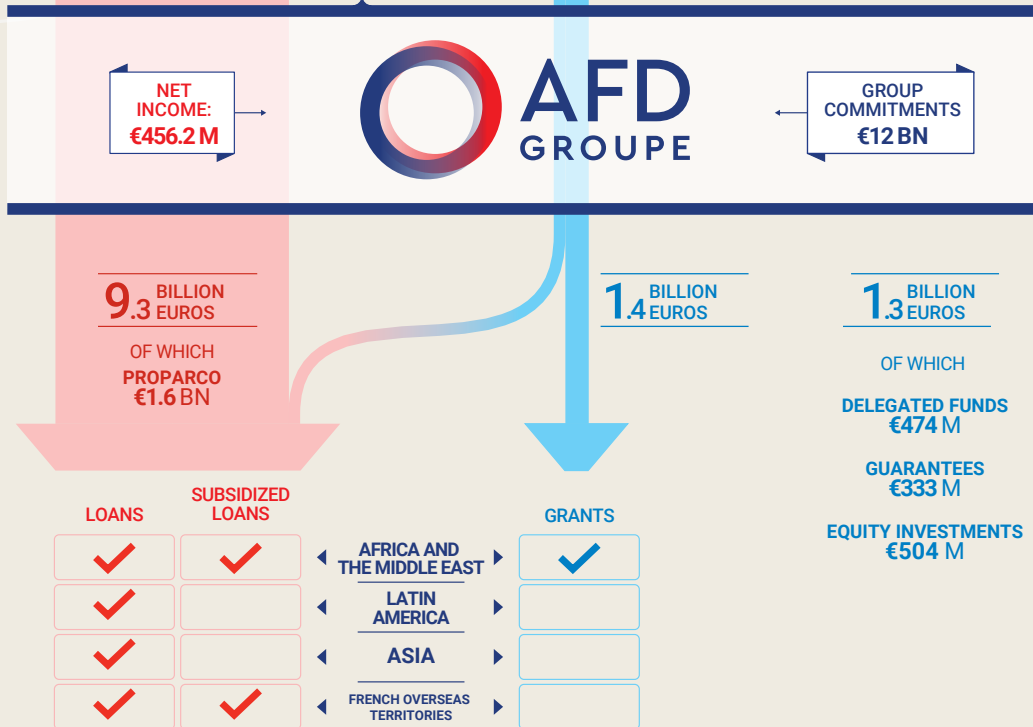 NET
INCOME:
€456.2 M
AFD
GROUPE
GROUP
COMMITMENTS
€12 BN
9.3 BILLION
EUROS
OF WHICH
PROPARCO
€1.6 BN
1.4 BILLION
EUROS
1.3 BILLION
EUROS
OF WHICH
DELEGATED FUNDS
€474 M
GUARANTEES
€333 M
EQUITY INVESTMENTS
€504 M
LOANS
SUBSIDIZED
LOANS
GRANTS
AFRICA AND
THE MIDDLE EAST
LATIN
AMERICA
ASIA
FRENCH OVERSEAS
TERRITORIES